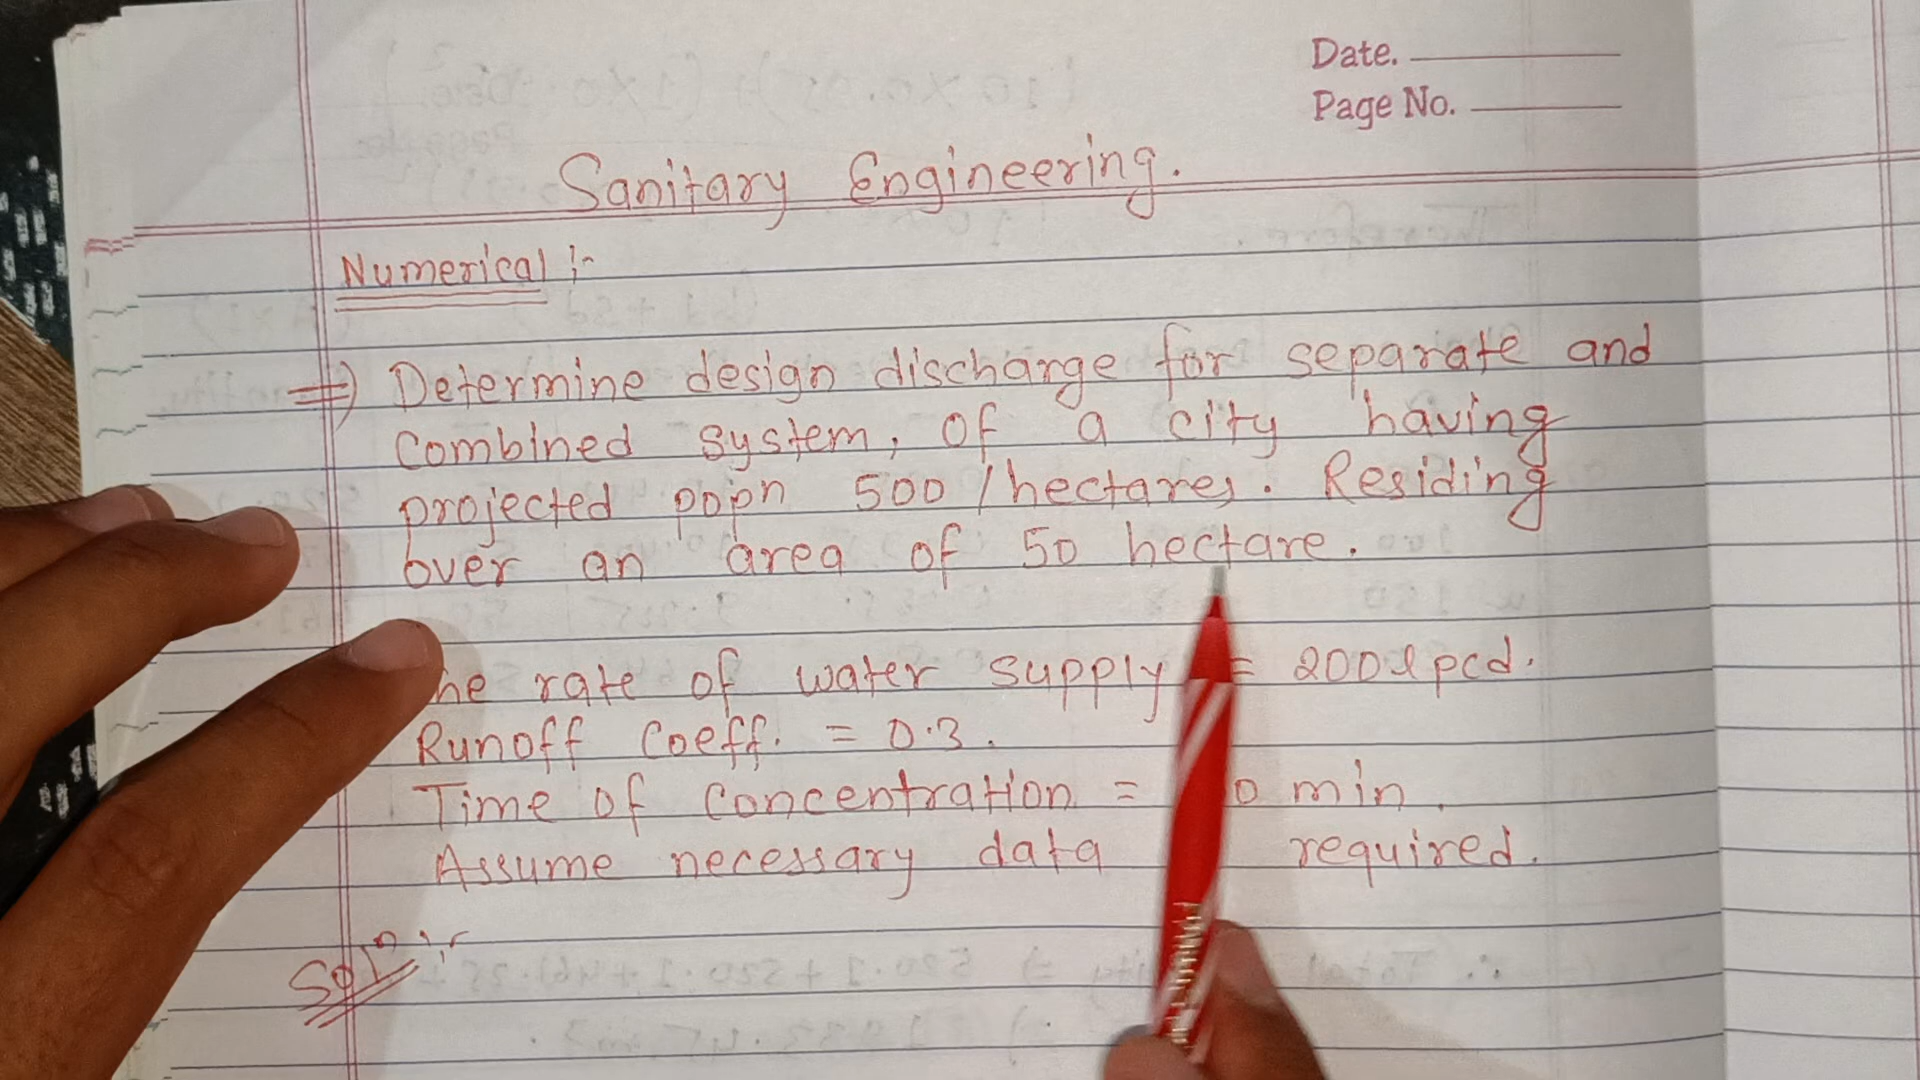 Date.
Page No.
Sanitary Engineering.
Numerical :-
⇒) Determine design discharge for separate and
Combined system, of a city having
projected popn 500 / hectares. Residing
over an area of 50 hectare.
he rate of water supply = 200 lpcd.
Runoff Coeff. = 0.3.
Time of Concentration = 0 min.
Assume necessary data required.
Soln :-